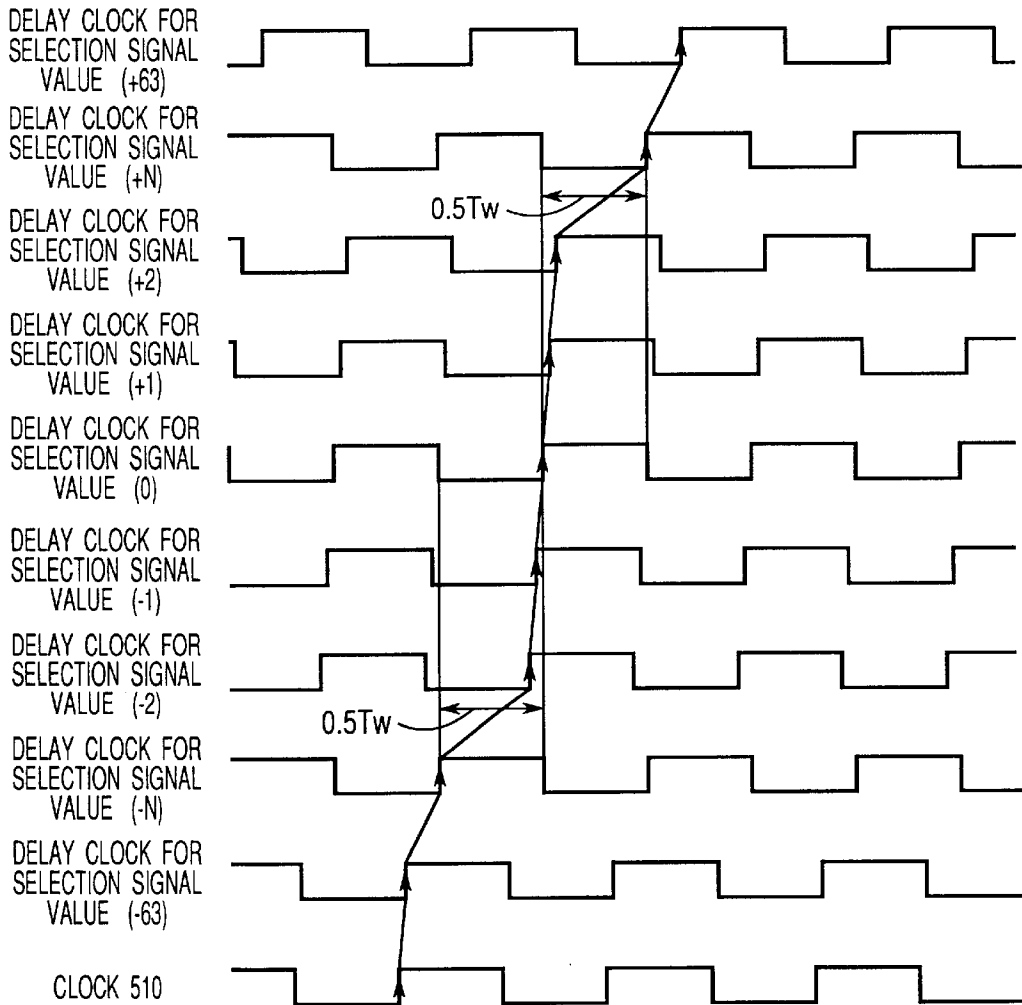 DELAY CLOCK FOR
SELECTION SIGNAL
VALUE (+63)
DELAY CLOCK FOR
SELECTION SIGNAL
VALUE (+N)
0.5Tw
DELAY CLOCK FOR
SELECTION SIGNAL
VALUE (+2)
DELAY CLOCK FOR
SELECTION SIGNAL
VALUE (+1)
DELAY CLOCK FOR
SELECTION SIGNAL
VALUE (0)
DELAY CLOCK FOR
SELECTION SIGNAL
VALUE (-1)
DELAY CLOCK FOR
SELECTION SIGNAL
VALUE (-2)
0.5Tw
DELAY CLOCK FOR
SELECTION SIGNAL
VALUE (-N)
DELAY CLOCK FOR
SELECTION SIGNAL
VALUE (-63)
CLOCK 510